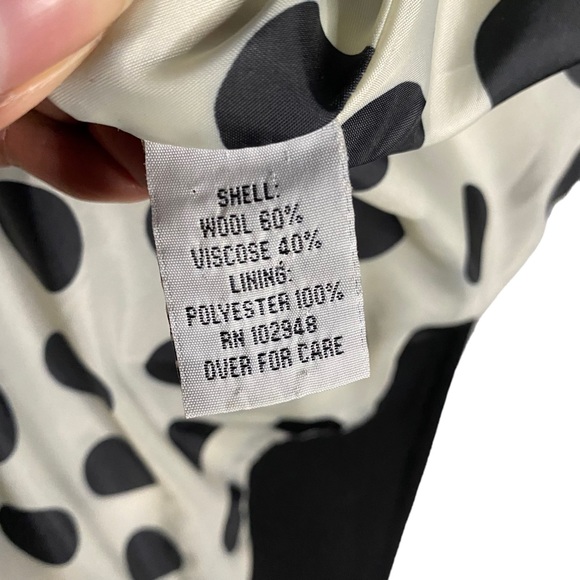 SHELL:
WOOL 60%
VISCOSE 40%
LINING:
POLYESTER 100%
RN 102948
OVER FOR CARE